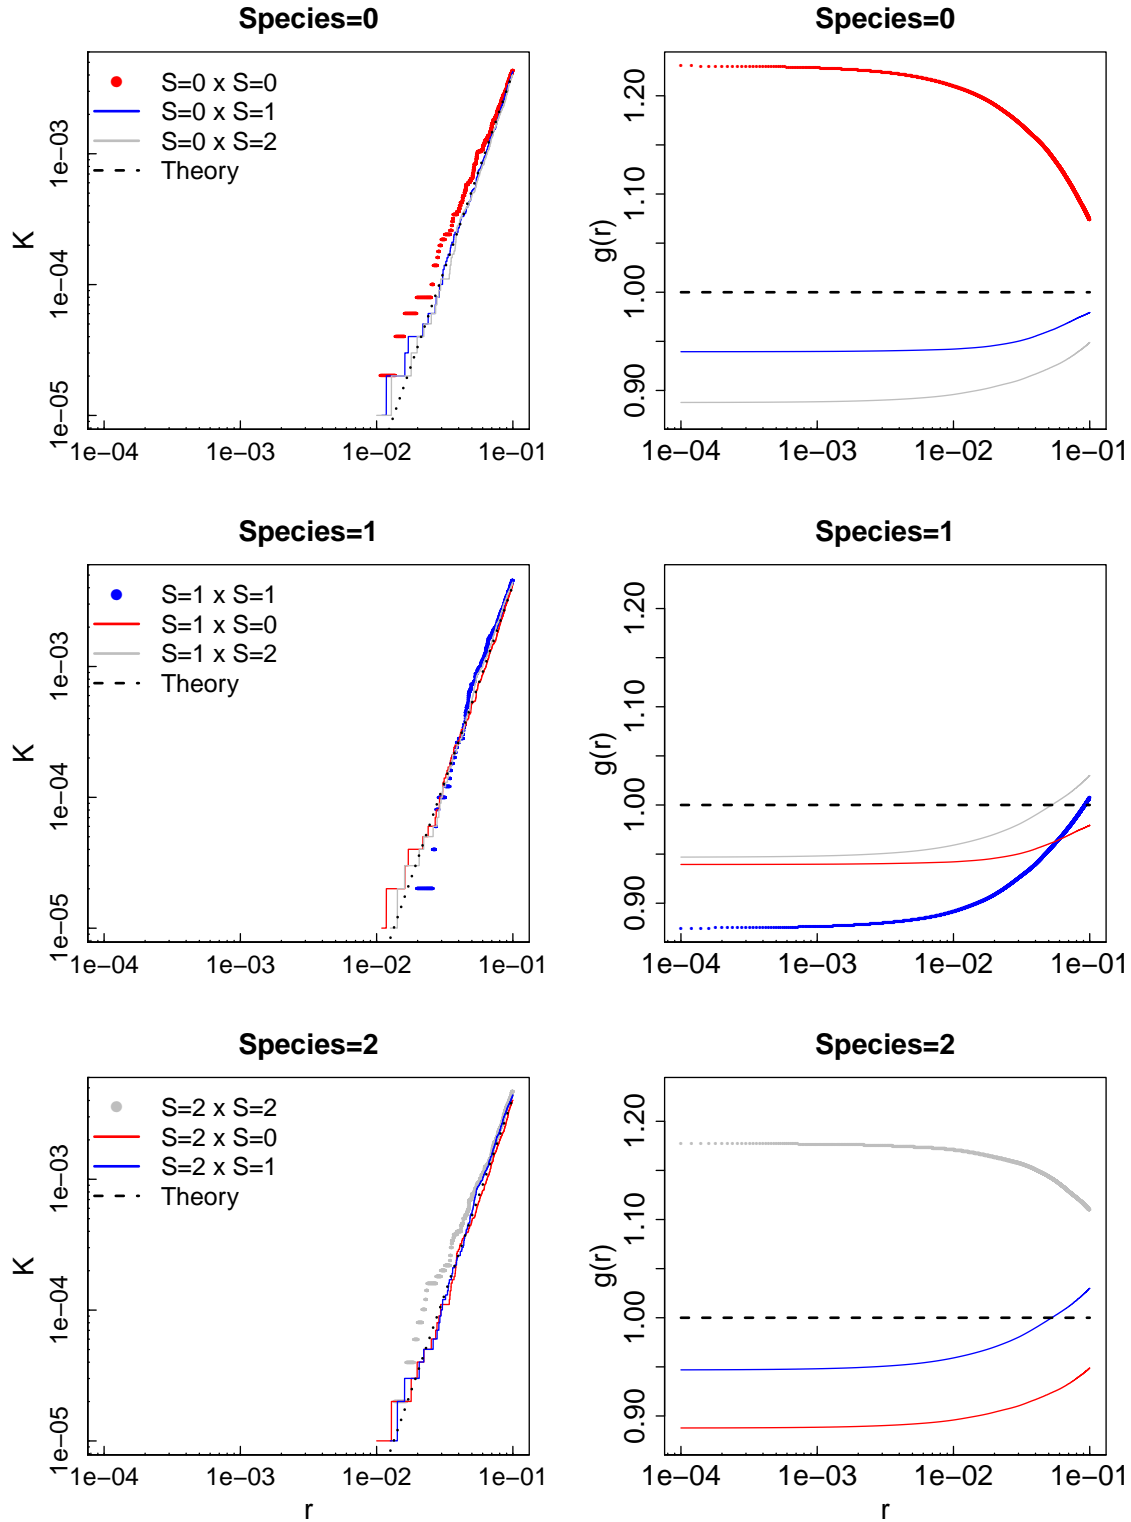 Species=0
K
1e-05
1e-04
1e-03
S=0 x S=0
S=0 x S=1
S=0 x S=2
Theory
1e-04 1e-03 1e-02 1e-01
Species=0
g(r)
0.90
1.00
1.10
1.20
1e-04 1e-03 1e-02 1e-01
Species=1
K
1e-05
1e-04
1e-03
S=1 x S=1
S=1 x S=0
S=1 x S=2
Theory
1e-04 1e-03 1e-02 1e-01
Species=1
g(r)
0.90
1.00
1.10
1.20
1e-04 1e-03 1e-02 1e-01
Species=2
K
1e-05
1e-04
1e-03
S=2 x S=2
S=2 x S=0
S=2 x S=1
Theory
1e-04 1e-03 1e-02 1e-01
r
Species=2
g(r)
0.90
1.00
1.10
1.20
1e-04 1e-03 1e-02 1e-01
r